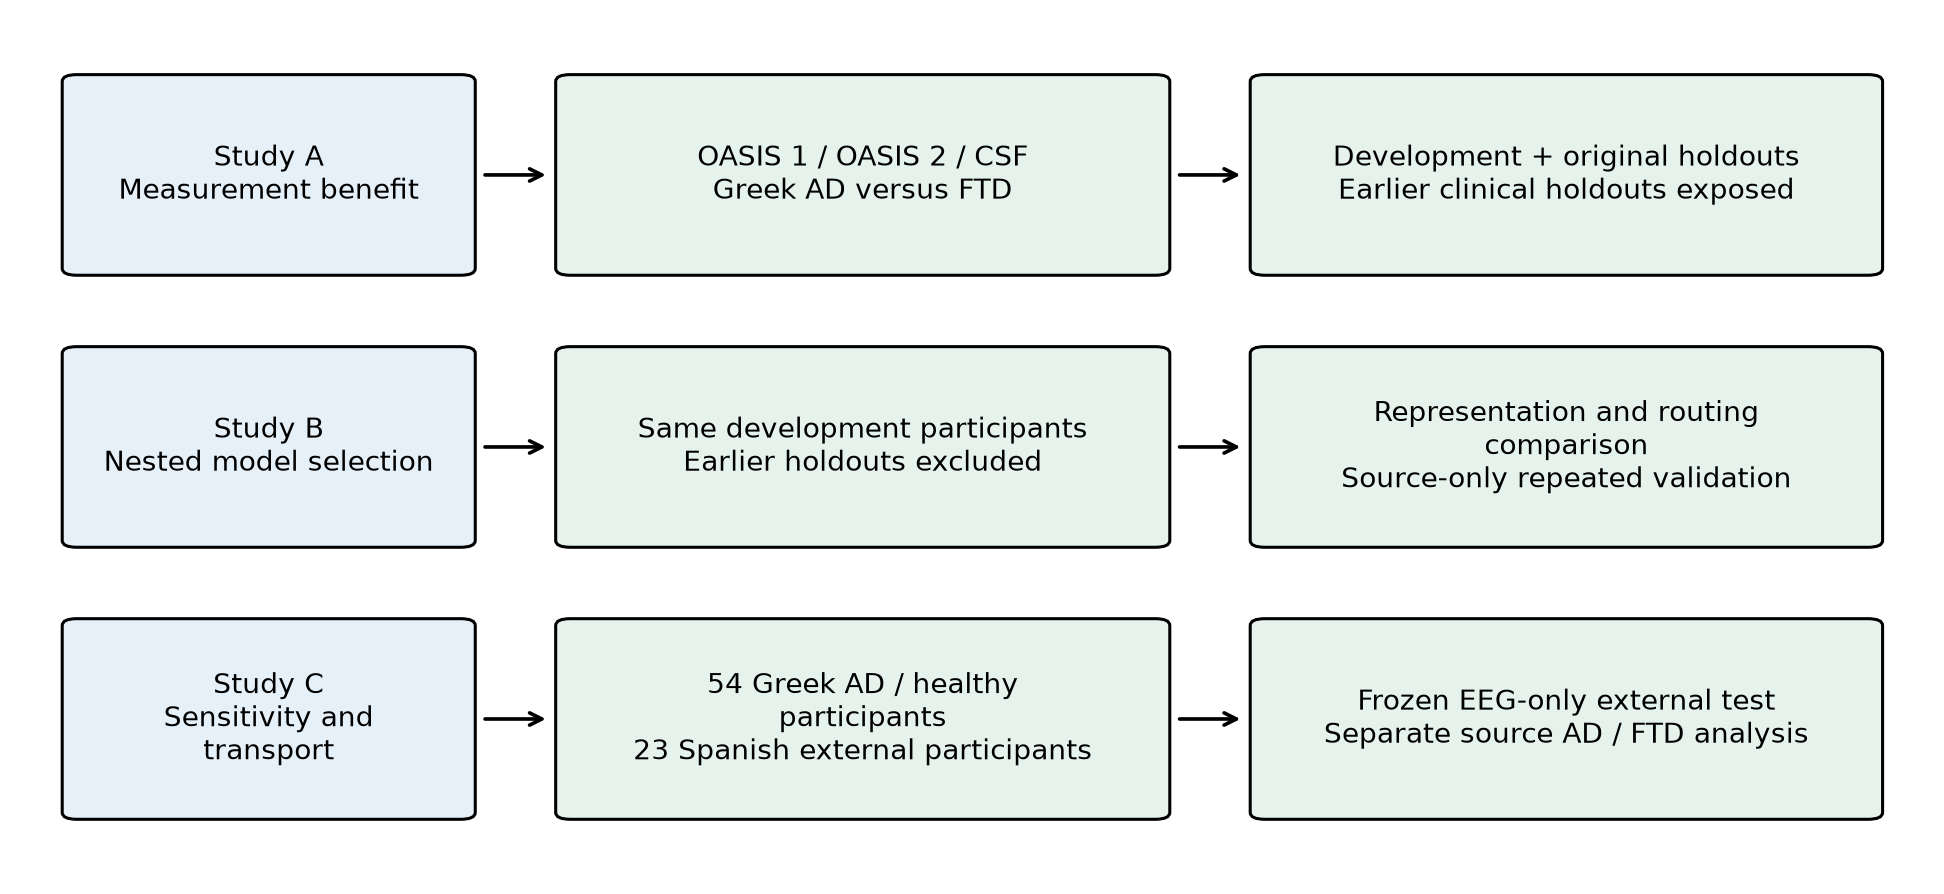 Study A
Measurement benefit
OASIS 1 / OASIS 2 / CSF
Greek AD versus FTD
Development + original holdouts
Earlier clinical holdouts exposed
Study B
Nested model selection
Same development participants
Earlier holdouts excluded
Representation and routing
comparison
Source-only repeated validation
Study C
Sensitivity and
transport
54 Greek AD / healthy
participants
23 Spanish external participants
Frozen EEG-only external test
Separate source AD / FTD analysis